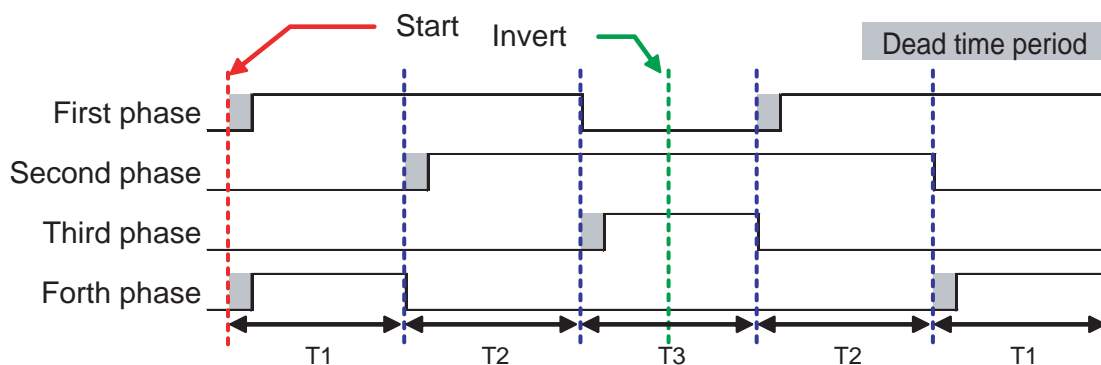 Start
Invert
Dead time period
First phase
Second phase
Third phase
Forth phase
T1 T2 T3 T2 T1